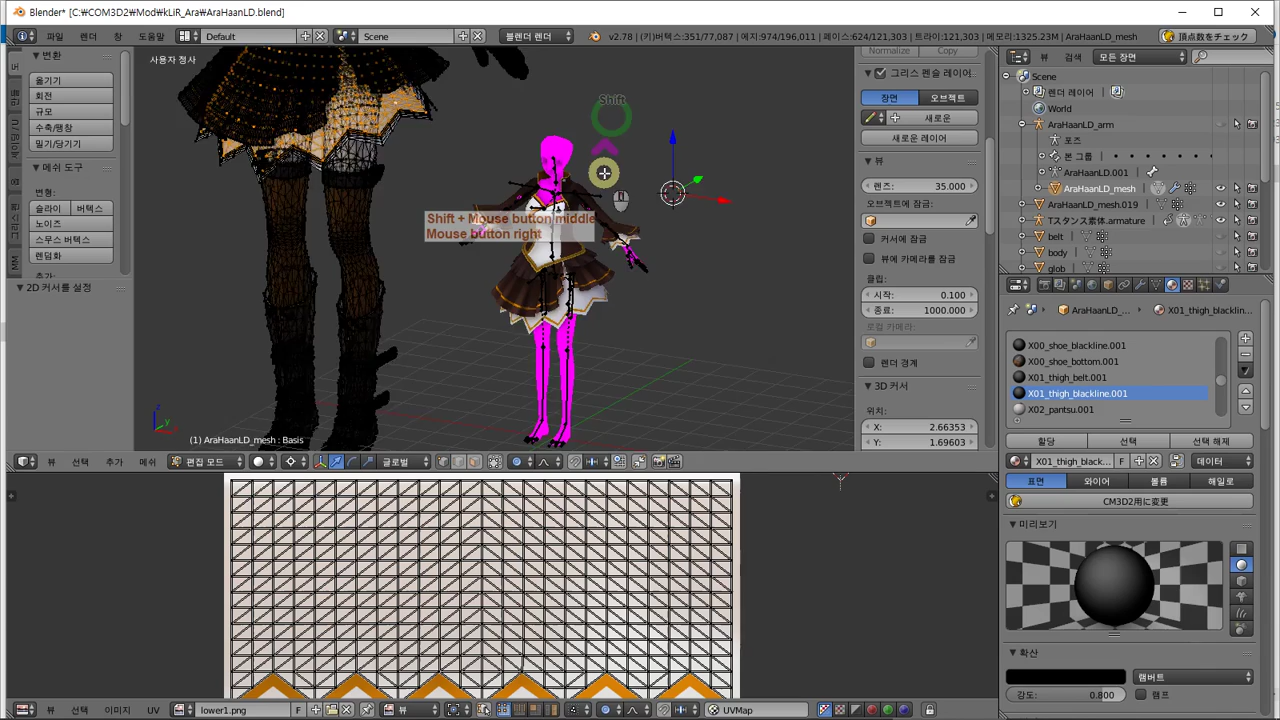 Blender* [C:₩COM3D2₩Mod₩kLiR_Ara₩AraHaanLD.blend]
파일 렌더 창 도움말 Default Scene 블렌더 렌더 v2.78 | (키)버텍스:351/77,087 | 에지:974/196,011 | 페이스:624/121,303 | 트라이:121,303 | 메모리:1325.23M | AraHaanLD_mesh 頂点数をチェック
변환
옮기기
회전
규모
수축/팽창
밀기/당기기
메쉬 도구
변형:
슬라이 버텍스
노이즈
스무스 버텍스
렌덤화
추가:
2D 커서를 설정
사용자 정사
Shift
Shift + Mouse button middle
Mouse button right
(1) AraHaanLD_mesh : Basis
Normalize Copy
그리스 펜슬 레이어
장면 오브젝트
새로운
새로운 레이어
뷰
렌즈: 35.000
오브젝트에 잠금:
커서에 잠금
뷰에 카메라를 잠금
클립:
시작: 0.100
종료: 1000.000
로컬 카메라:
렌더 경계
3D 커서
위치:
X: 2.66353
Y: 1.69603
뷰 검색 모든 장면
Scene
렌더 레이어
World
AraHaanLD_arm
포즈
본 그룹
AraHaanLD.001
AraHaanLD_mesh
AraHaanLD_mesh.019
Tスタンス素体.armature
belt
body
glob
AraHaanLD_... X01_thigh_blacklin...
X00_shoe_blackline.001
X00_shoe_bottom.001
X01_thigh_belt.001
X01_thigh_blackline.001
X02_pantsu.001
할당 선택 선택 해제
X01_thigh_black... F 데이터
표면 와이어 볼륨 해일로
CM3D2用に変更
미리보기
확산
램버트
강도: 0.800 램프
뷰 선택 추가 메쉬 편집 모드 글로벌
뷰 선택 이미지 UV lower1.png F 뷰 UVMap